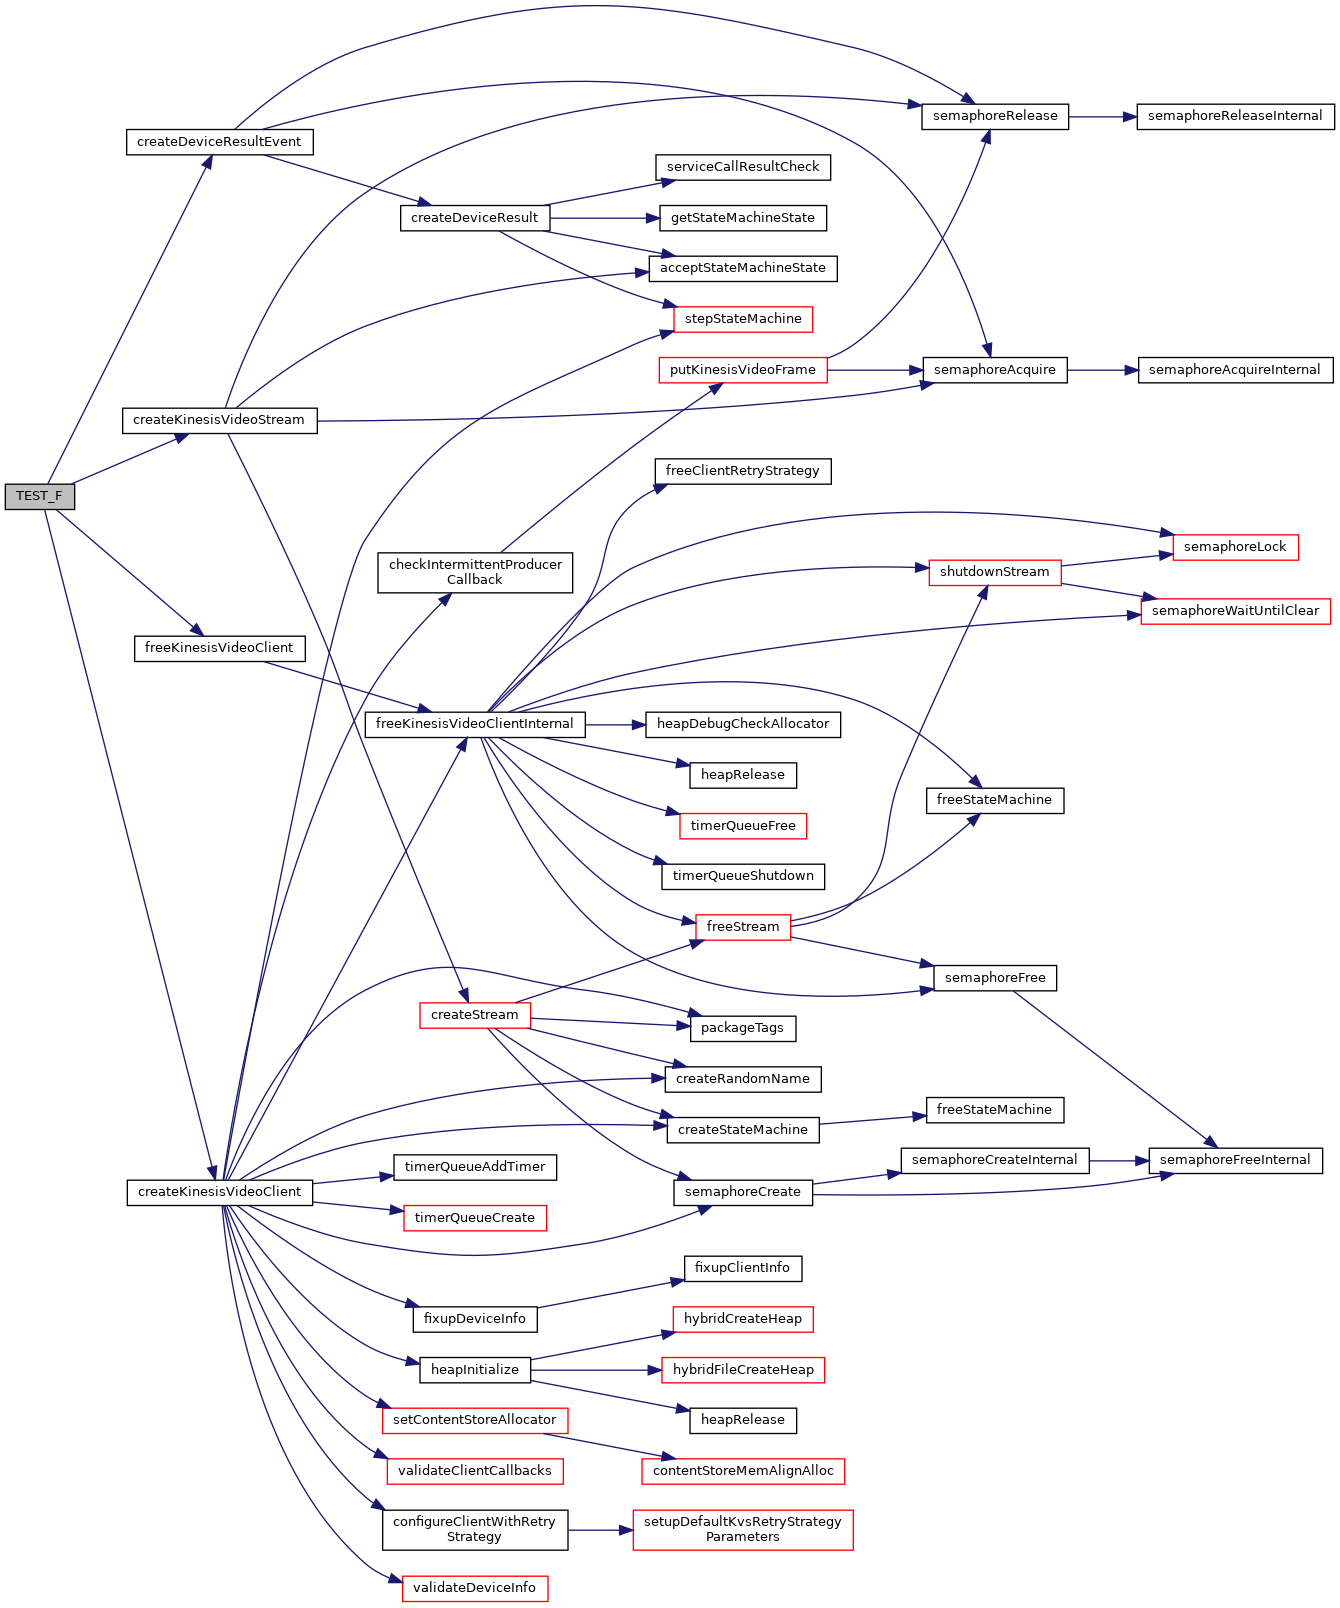 semaphoreRelease
semaphoreReleaseInternal
createDeviceResultEvent
serviceCallResultCheck
createDeviceResult
getStateMachineState
acceptStateMachineState
stepStateMachine
putKinesisVideoFrame
semaphoreAcquire
semaphoreAcquireInternal
createKinesisVideoStream
freeClientRetryStrategy
TEST_F
semaphoreLock
checkIntermittentProducer
Callback
shutdownStream
semaphoreWaitUntilClear
freeKinesisVideoClient
freeKinesisVideoClientInternal
heapDebugCheckAllocator
heapRelease
freeStateMachine
timerQueueFree
timerQueueShutdown
freeStream
semaphoreFree
createStream
packageTags
createRandomName
createStateMachine
freeStateMachine
timerQueueAddTimer
semaphoreCreateInternal
semaphoreFreeInternal
createKinesisVideoClient
semaphoreCreate
timerQueueCreate
fixupClientInfo
fixupDeviceInfo
hybridCreateHeap
heapInitialize
hybridFileCreateHeap
setContentStoreAllocator
heapRelease
validateClientCallbacks
contentStoreMemAlignAlloc
configureClientWithRetry
Strategy
setupDefaultKvsRetryStrategy
Parameters
validateDeviceInfo